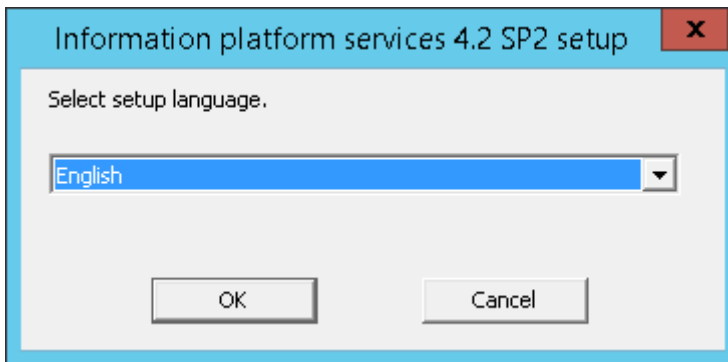 Information platform services 4.2 SP2 setup
x
Select setup language.
English
OK
Cancel